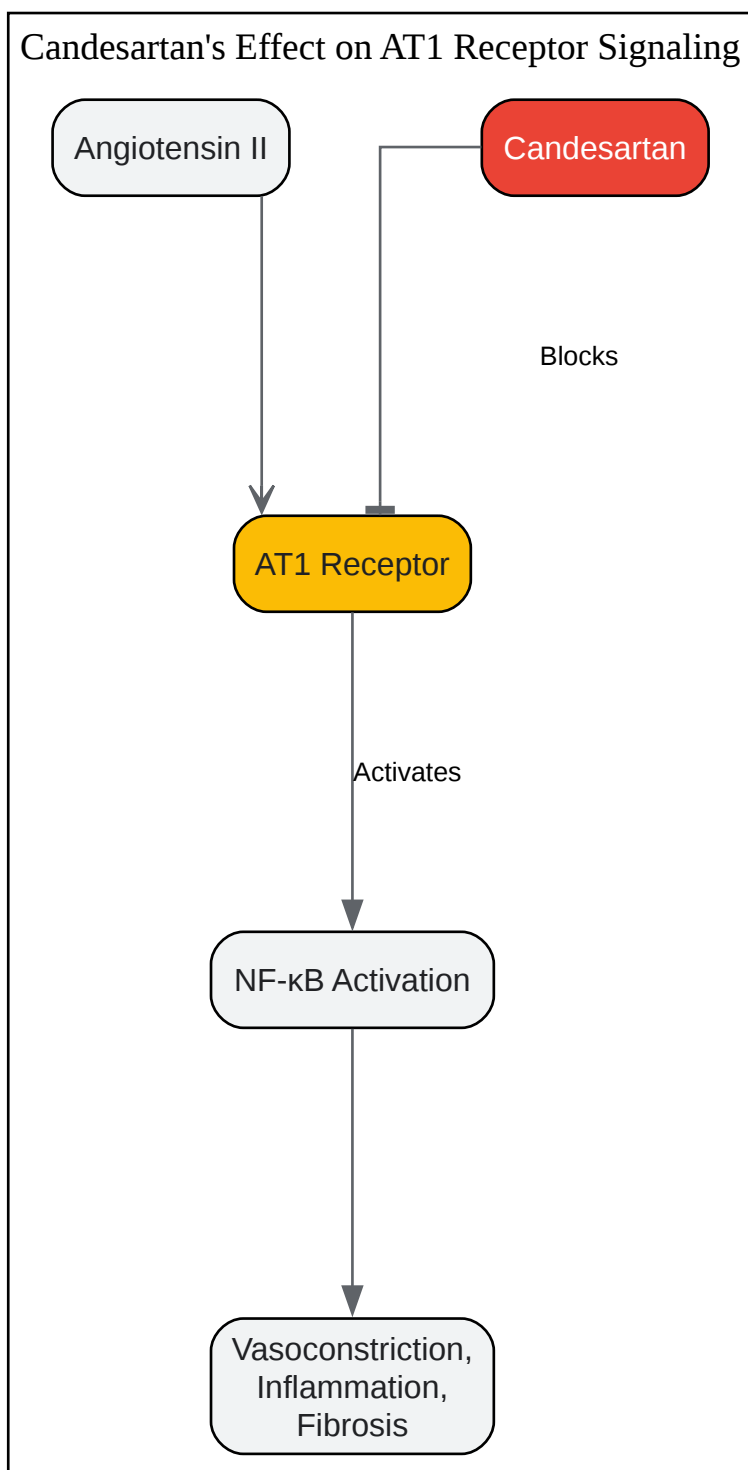 Candesartan's Effect on AT1 Receptor Signaling
Angiotensin II
Candesartan
Blocks
AT1 Receptor
Activates
NF-κB Activation
Vasoconstriction,
Inflammation,
Fibrosis